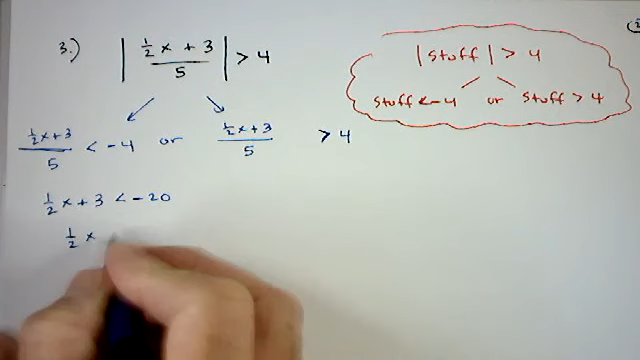 3.) | (½x + 3)/5 | > 4
|stuff| > 4
stuff < -4 or stuff > 4
(½x+3)/5 < -4 or (½x+3)/5 > 4
½x + 3 < -20
½x